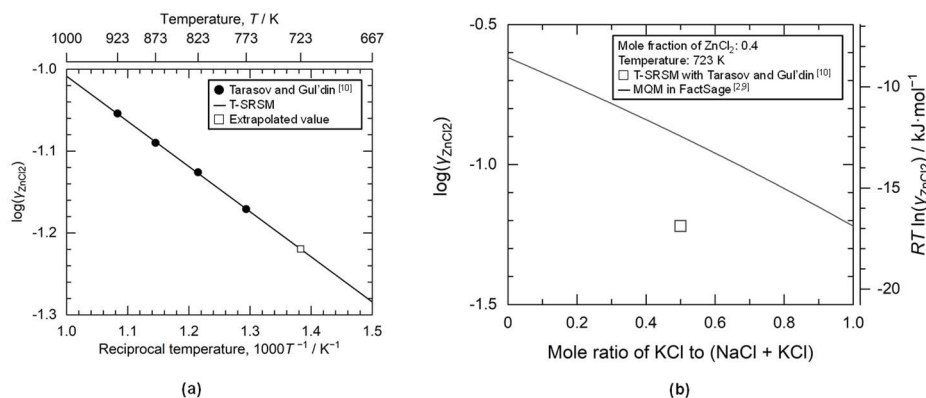 Temperature, T / K
1000 923 873 823 773 723 667
-1.0
-1.1
-1.2
-1.3
log(γZnCl2)
● Tarasov and Gul'din [10]
— T-SRSM
□ Extrapolated value
1.0 1.1 1.2 1.3 1.4 1.5
Reciprocal temperature, 1000T⁻¹ / K⁻¹
(a)
-0.5
-1.0
-1.5
log(γZnCl2)
Mole fraction of ZnCl₂: 0.4
Temperature: 723 K
□ T-SRSM with Tarasov and Gul'din [10]
— MQM in FactSage [2,9]
-10
-15
-20
RT ln(γZnCl2) / kJ·mol⁻¹
0 0.2 0.4 0.6 0.8 1.0
Mole ratio of KCl to (NaCl + KCl)
(b)